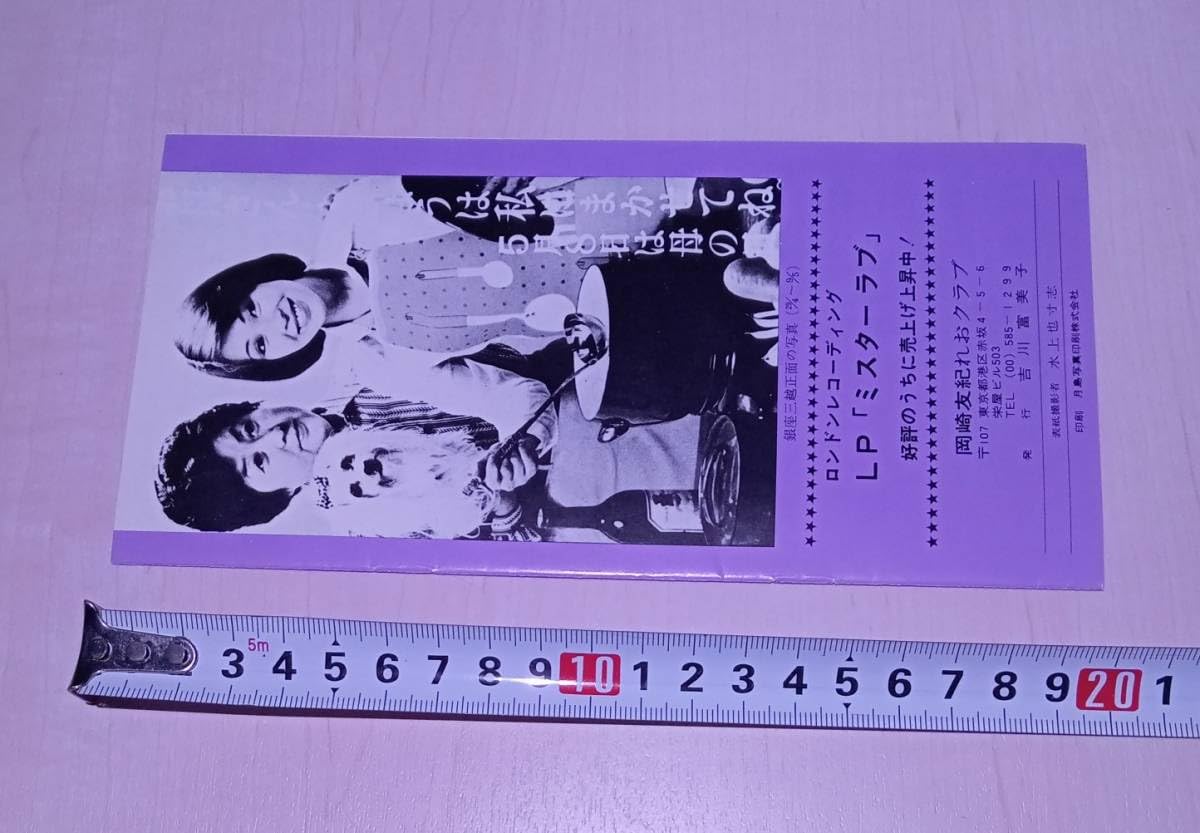 うは私にまかせてね。
5月8日は母の
銀座三越正面の写真
★★★★★★★★★★★★★★★★★★★★★★★★★★★★★★
ロンドンレコーディング
LP「ミスターラブ」
好評のうちに売上げ上昇中！
★★★★★★★★★★★★★★★★★★★★★★★★★★★★★★
岡崎友紀れおクラブ
〒107 東京都港区赤坂4-5-6
栄屋ビル503
TEL (00)585-1299
発行 吉川富美子
表紙撮影者 水上也寸志
印刷 月島写真印刷株式会社
3 5m 4 5 6 7 8 9 10 1 2 3 4 5 6 7 8 9 20 1